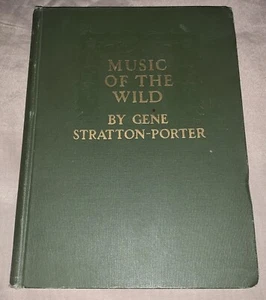 MUSIC
OF THE
WILD
BY GENE
STRATTON-PORTER